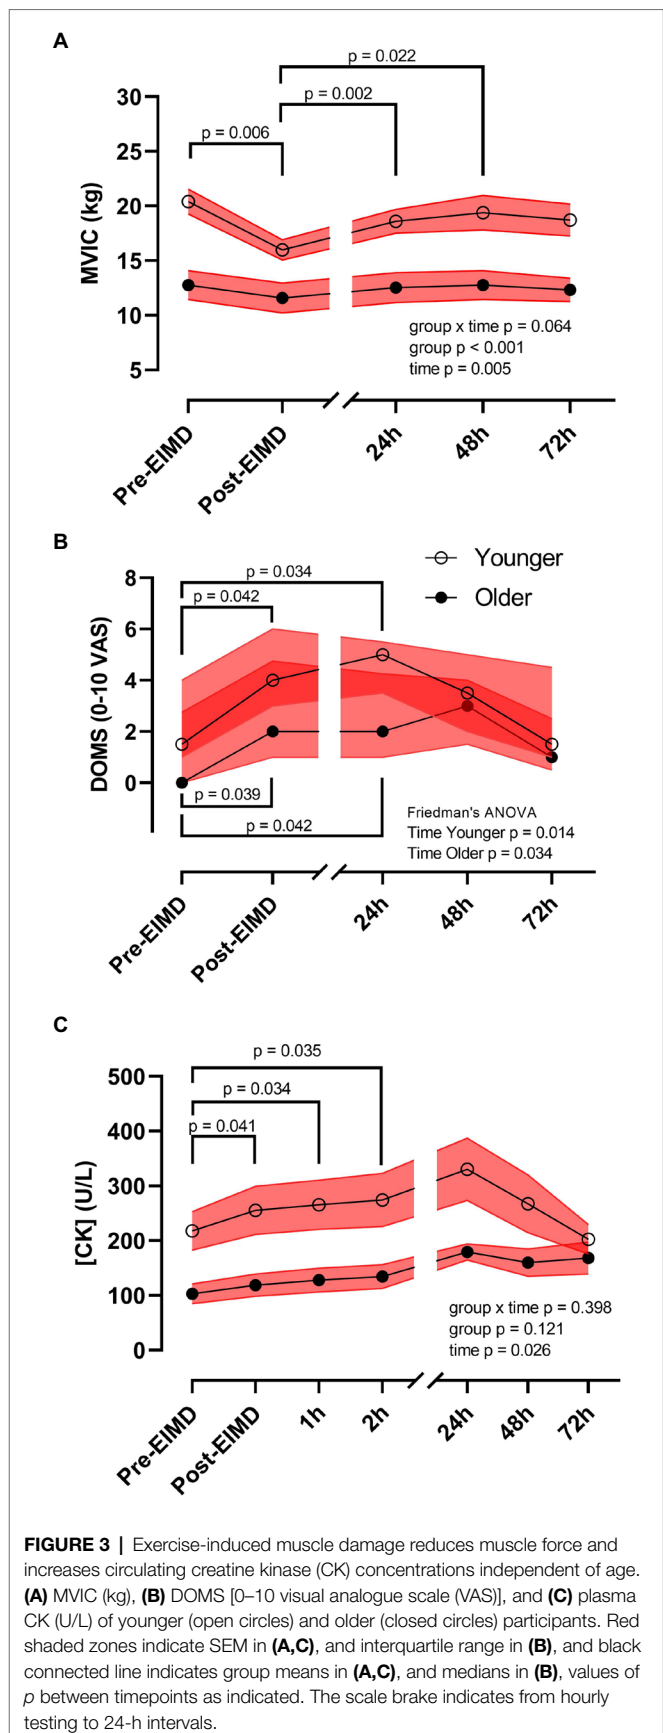 A
p = 0.022
p = 0.002
p = 0.006
30
25
20
15
10
5
MVIC (kg)
group x time p = 0.064
group p < 0.001
time p = 0.005
Pre-EIMD
Post-EIMD
24h
48h
72h
B
Younger
Older
p = 0.034
p = 0.042
8
6
4
2
0
DOMS (0-10 VAS)
p = 0.039
p = 0.042
Friedman's ANOVA
Time Younger p = 0.014
Time Older p = 0.034
Pre-EIMD
Post-EIMD
24h
48h
72h
C
p = 0.035
p = 0.034
p = 0.041
500
400
300
200
100
0
[CK] (U/L)
group x time p = 0.398
group p = 0.121
time p = 0.026
Pre-EIMD
Post-EIMD
1h
2h
24h
48h
72h
FIGURE 3 | Exercise-induced muscle damage reduces muscle force and
increases circulating creatine kinase (CK) concentrations independent of age.
(A) MVIC (kg), (B) DOMS [0–10 visual analogue scale (VAS)], and (C) plasma
CK (U/L) of younger (open circles) and older (closed circles) participants. Red
shaded zones indicate SEM in (A,C), and interquartile range in (B), and black
connected line indicates group means in (A,C), and medians in (B), values of
p between timepoints as indicated. The scale brake indicates from hourly
testing to 24-h intervals.